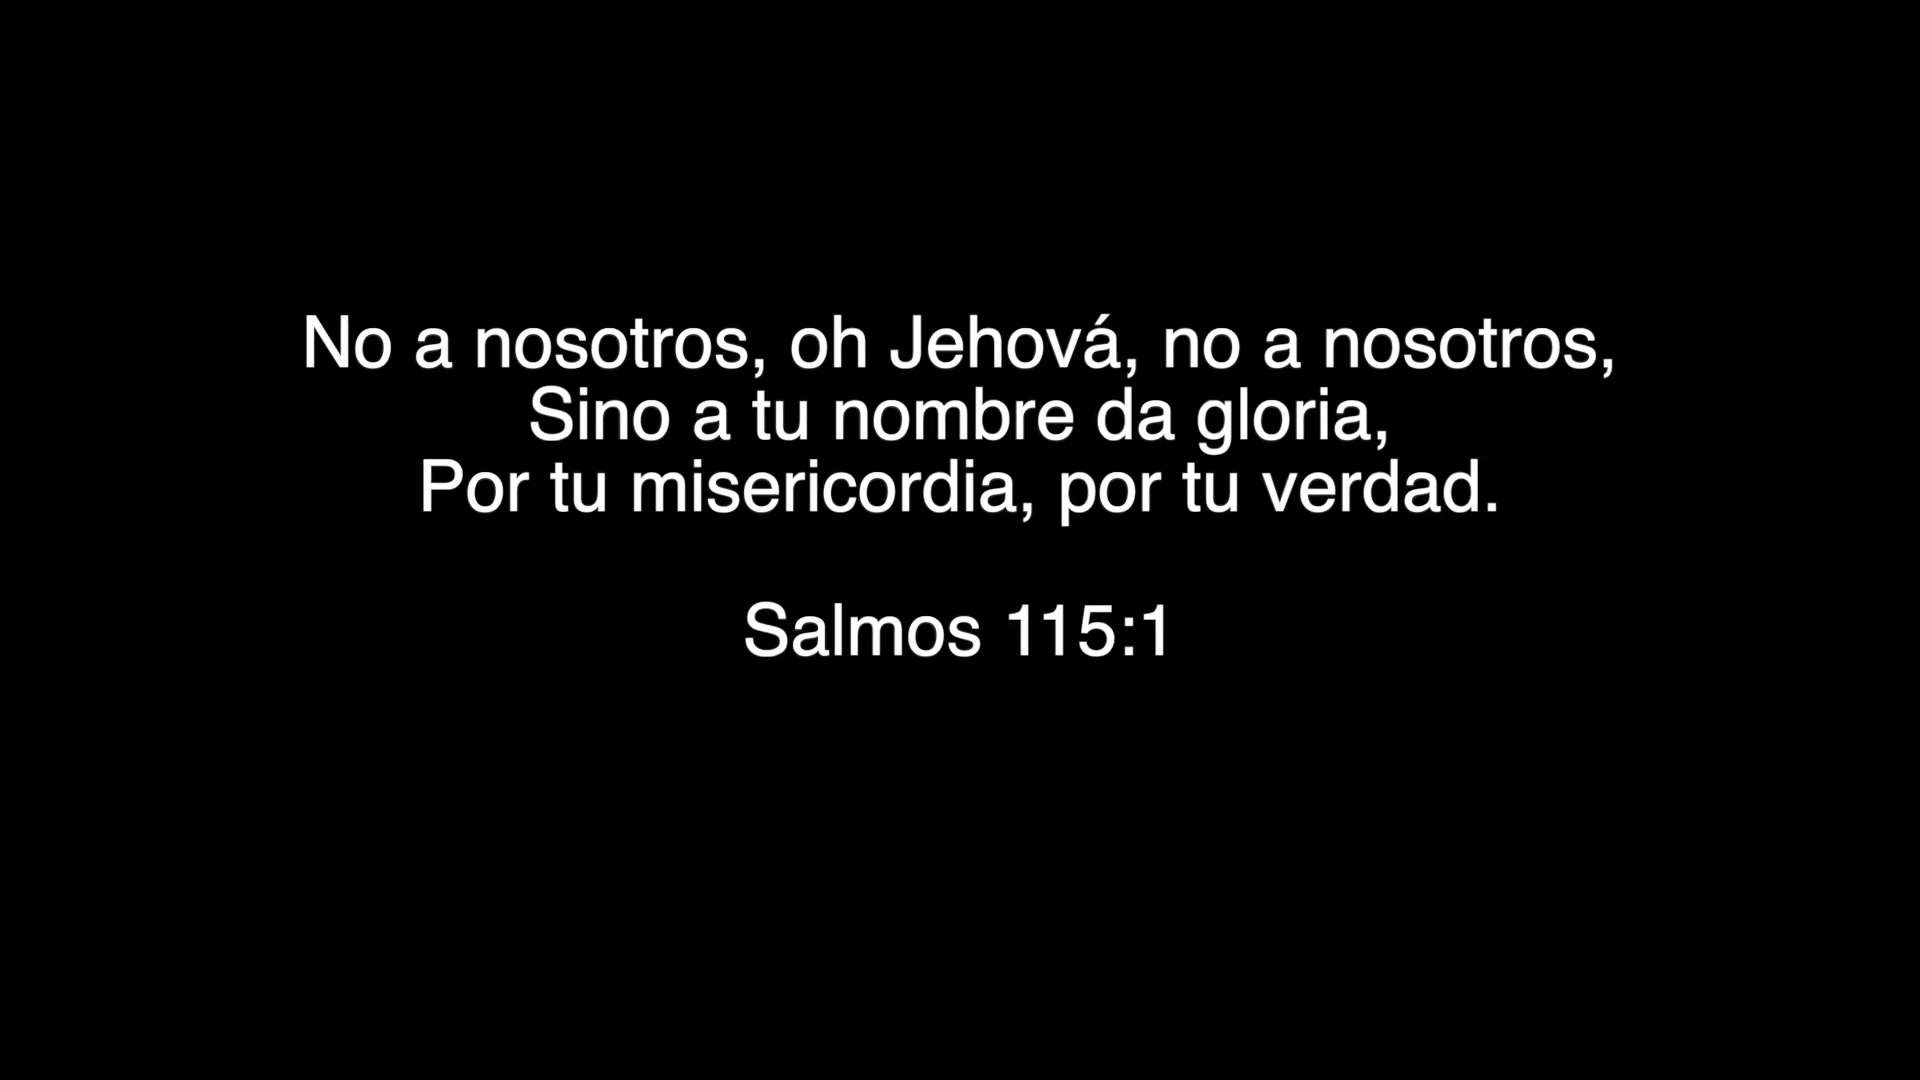 No a nosotros, oh Jehová, no a nosotros,
Sino a tu nombre da gloria,
Por tu misericordia, por tu verdad.
Salmos 115:1